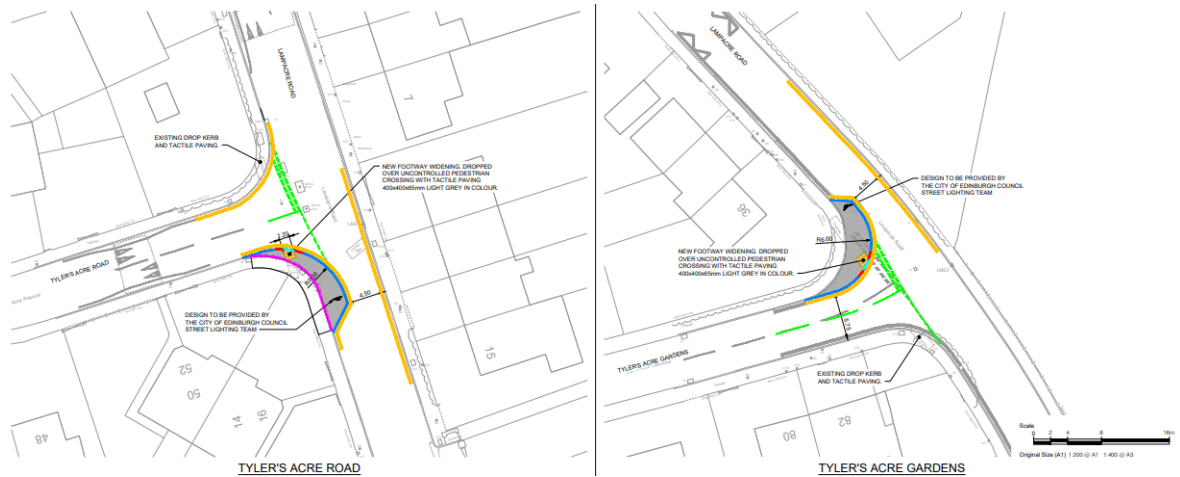 LAMPACRE ROAD
7
EXISTING DROP KERB
AND TACTILE PAVING.
NEW FOOTWAY WIDENING. DROPPED
OVER UNCONTROLLED PEDESTRIAN
CROSSING WITH TACTILE PAVING
400x400x65mm LIGHT GREY IN COLOUR.
TYLER'S ACRE ROAD
4.50
DESIGN TO BE PROVIDED BY
THE CITY OF EDINBURGH COUNCIL
STREET LIGHTING TEAM
15
52
50
16
14
48
TYLER'S ACRE ROAD
LAMPACRE ROAD
4.50
DESIGN TO BE PROVIDED BY
THE CITY OF EDINBURGH COUNCIL
STREET LIGHTING TEAM
36
R6.00
NEW FOOTWAY WIDENING. DROPPED
OVER UNCONTROLLED PEDESTRIAN
CROSSING WITH TACTILE PAVING
400x400x65mm LIGHT GREY IN COLOUR.
5.75
TYLER'S ACRE GARDENS
EXISTING DROP KERB
AND TACTILE PAVING.
82
80
Scale
0 2 4 8 16m
Original Size (A1) 1:200 @ A1 1:400 @ A3
TYLER'S ACRE GARDENS